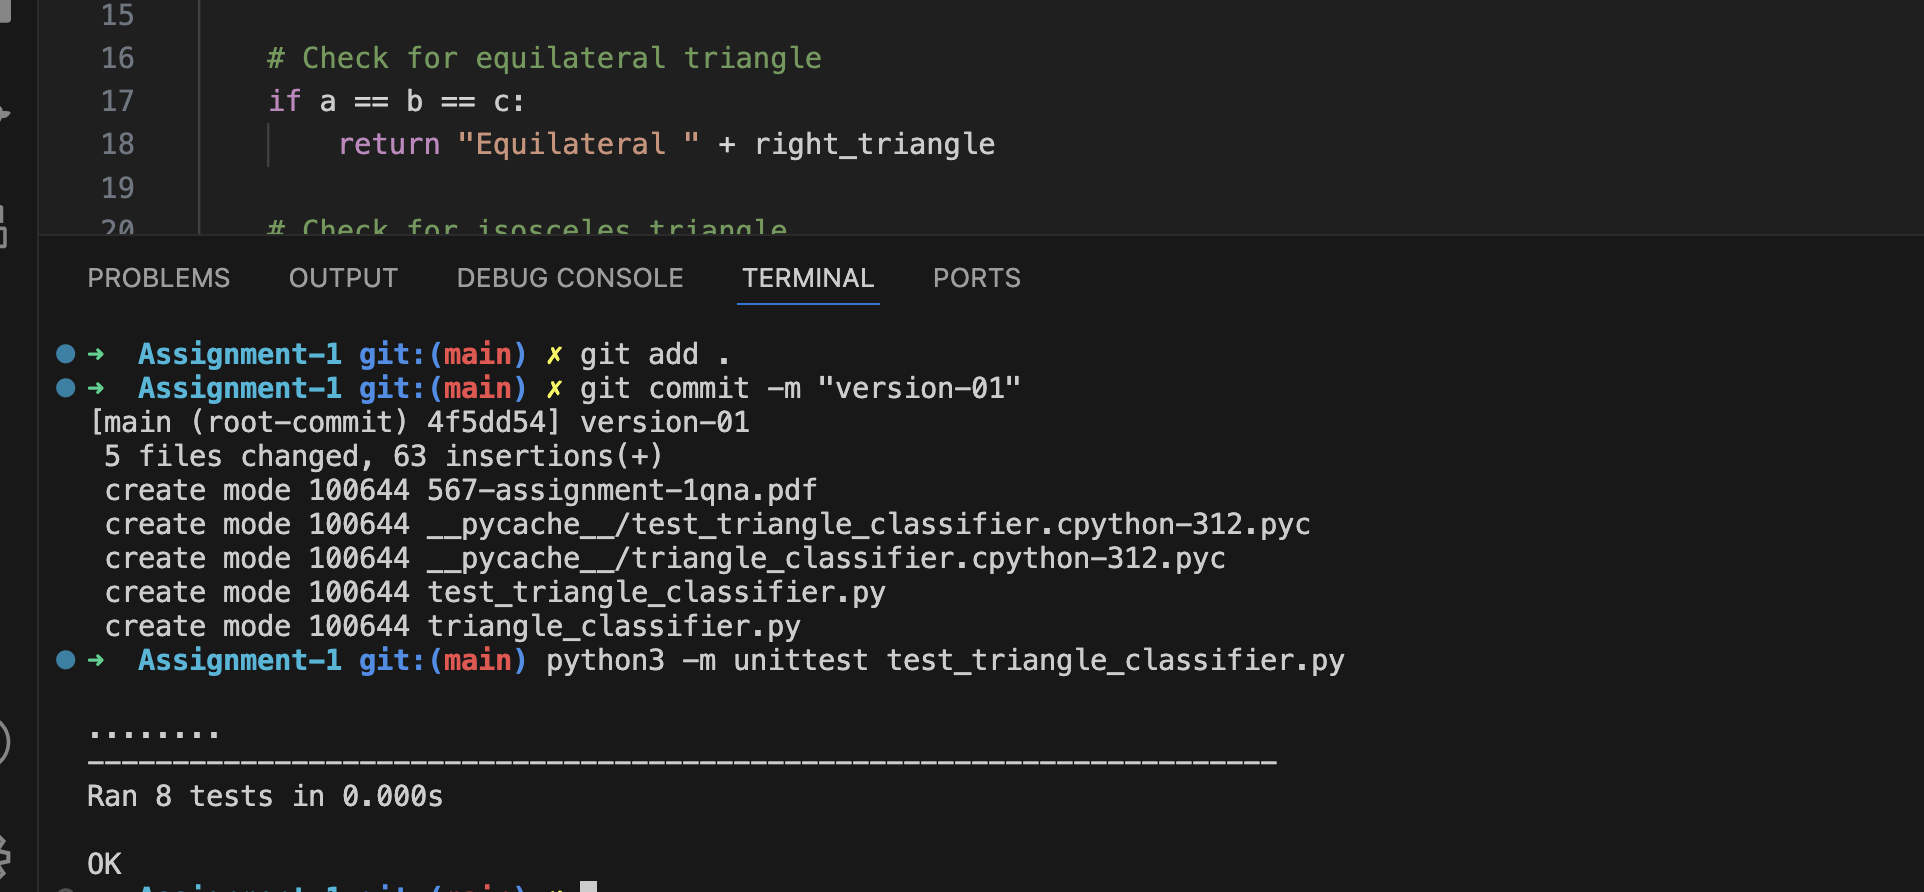 15
16 # Check for equilateral triangle
17 if a == b == c:
18 return "Equilateral " + right_triangle
19
20 # Check for isosceles triangle
PROBLEMS OUTPUT DEBUG CONSOLE TERMINAL PORTS
➜ Assignment-1 git:(main) ✗ git add .
➜ Assignment-1 git:(main) ✗ git commit -m "version-01"
[main (root-commit) 4f5dd54] version-01
5 files changed, 63 insertions(+)
create mode 100644 567-assignment-1qna.pdf
create mode 100644 __pycache__/test_triangle_classifier.cpython-312.pyc
create mode 100644 __pycache__/triangle_classifier.cpython-312.pyc
create mode 100644 test_triangle_classifier.py
create mode 100644 triangle_classifier.py
➜ Assignment-1 git:(main) python3 -m unittest test_triangle_classifier.py
........
----------------------------------------------------------------------
Ran 8 tests in 0.000s
OK
Assignment-1 git:(main)